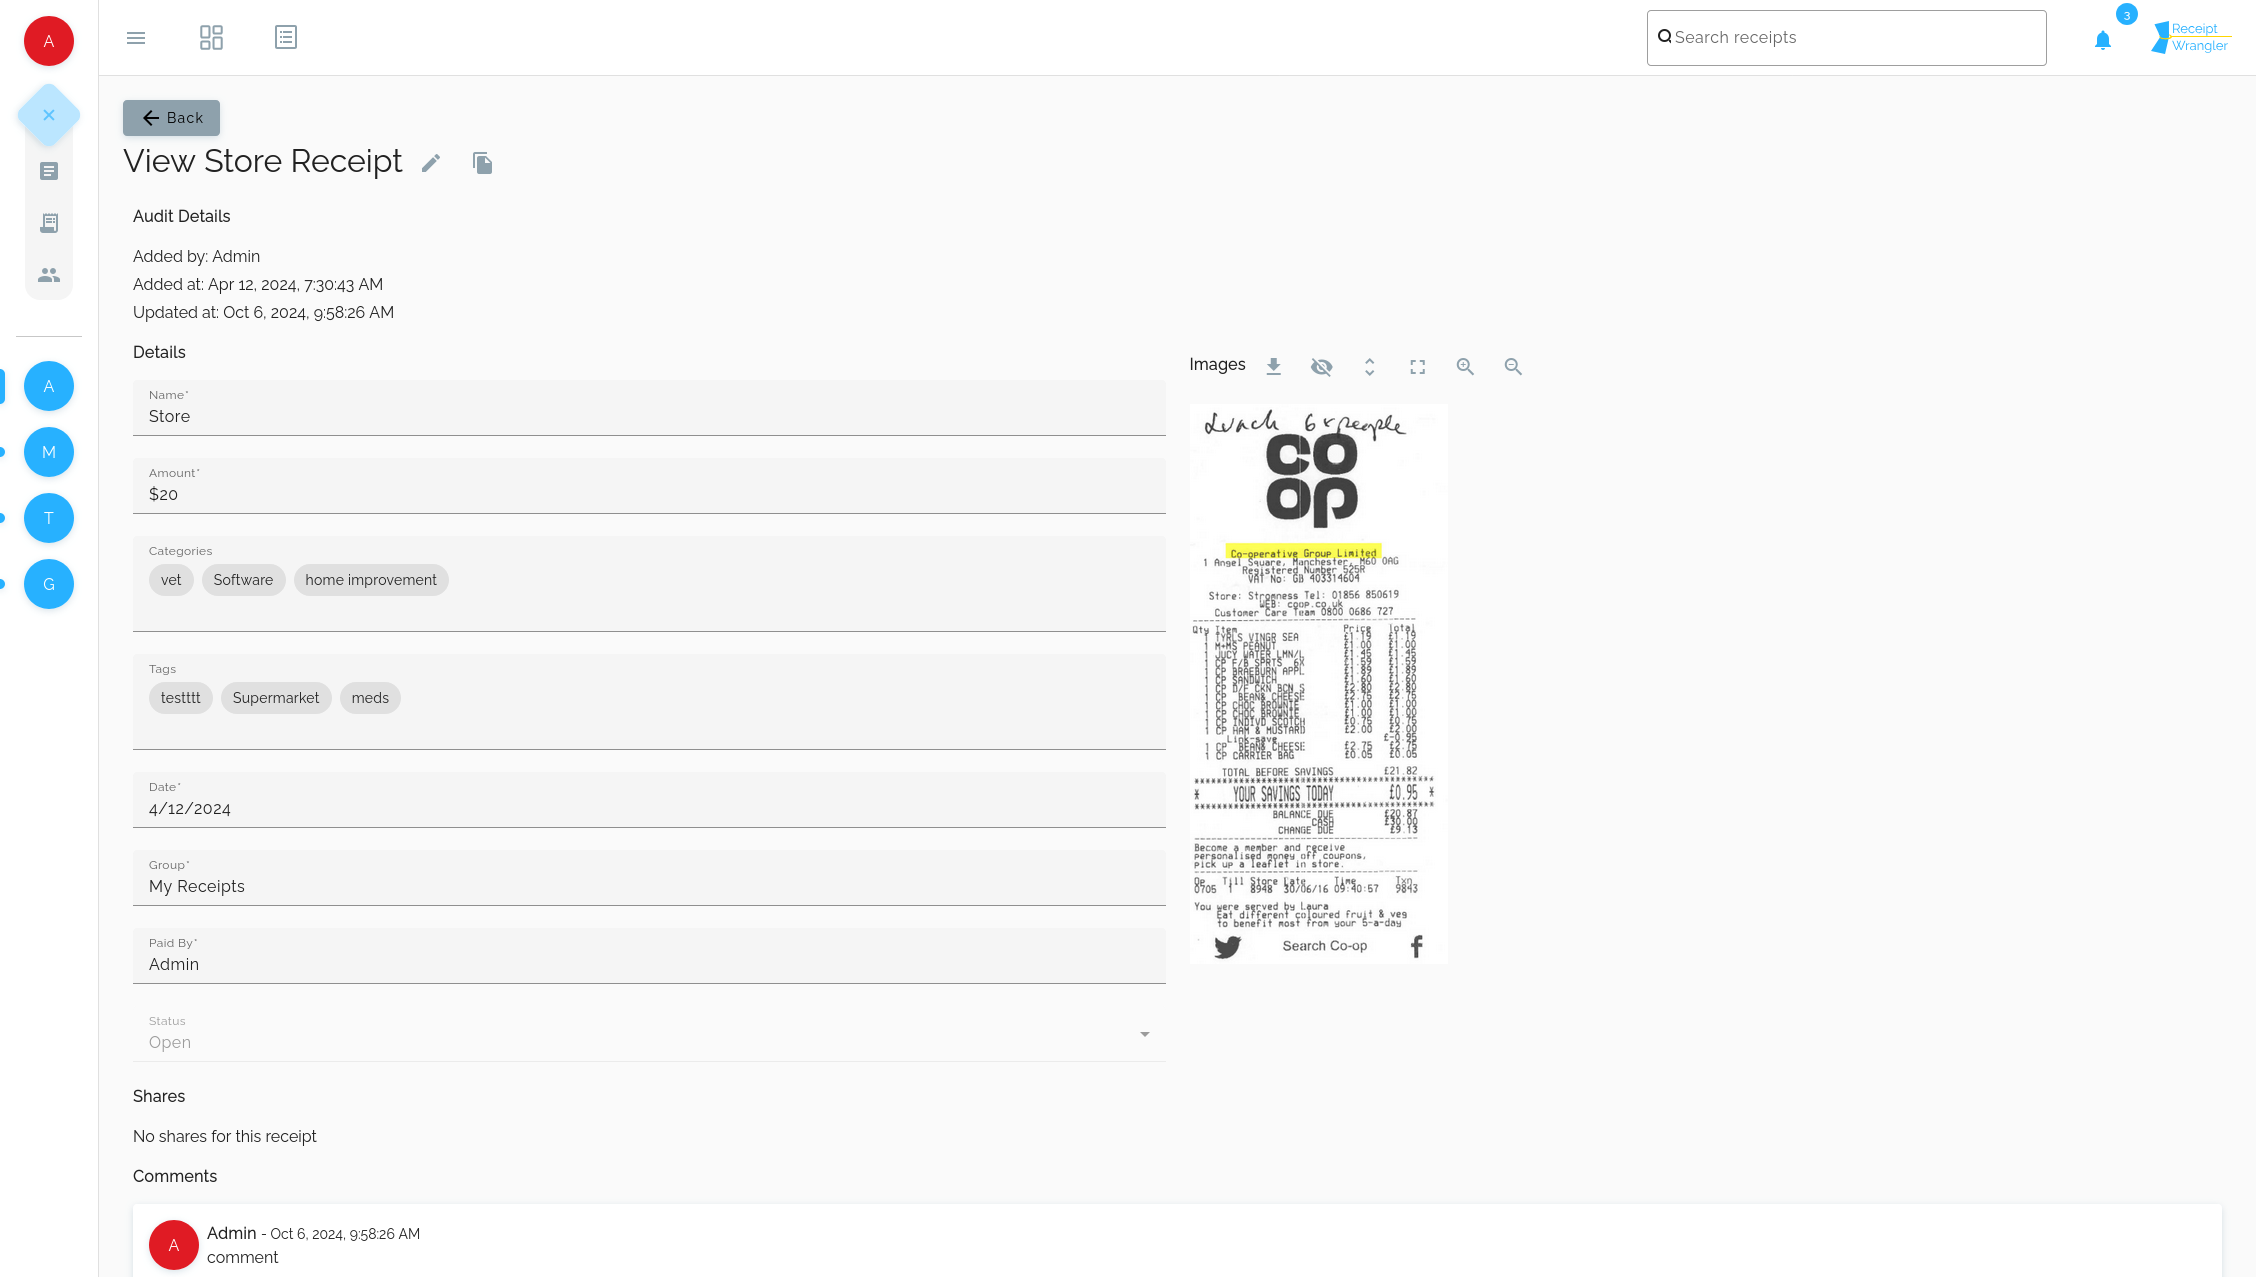 A
3
Search receipts
Receipt
Wrangler
Back
View Store Receipt
Audit Details
Added by: Admin
Added at: Apr 12, 2024, 7:30:43 AM
Updated at: Oct 6, 2024, 9:58:26 AM
A
M
T
G
Details
Name*
Store
Amount*
$20
Categories
vet Software home improvement
Tags
testttt Supermarket meds
Date*
4/12/2024
Group*
My Receipts
Paid By*
Admin
Status
Open
Images
Lunch 6 x people
CO
OP
Co-operative Group Limited
1 Angel Square, Manchester, M60 0AG
Registered Number 525R
VAT No: GB 403314604
Store: Stromness Tel: 01856 850619
WEB: coop.co.uk
Customer Care Team 0800 0686 727
Qty Item Price Total
1 TYRLS VINGR SEA £1.19 £1.19
1 M+MS PEANUT £1.00 £1.00
1 JUCY WATER LMN/L £1.45 £1.45
1 CP F/B SPRTS 6X £1.59 £1.59
1 CP BRAEBURN APPL £1.89 £1.89
1 CP SANDWICH £1.60 £1.60
1 CP D/F CKN BCN S £2.80 £2.80
1 CP BEAN& CHEESE £2.75 £2.75
1 CP CHOC BROWNIE £1.00 £1.00
1 CP CHOC BROWNIE £1.00 £1.00
1 CP INDIVD SCOTCH £0.75 £0.75
1 CP HAM & MUSTARD £2.00 £2.00
Link-save £-0.95
1 CP BEAN& CHEESE £2.75 £2.75
1 CP CARRIER BAG £0.05 £0.05
TOTAL BEFORE SAVINGS £21.82
* YOUR SAVINGS TODAY £0.95 *
BALANCE DUE £20.87
CASH £30.00
CHANGE DUE £9.13
Become a member and receive
personalised money off coupons,
pick up a leaflet in store.
Op Till Store Date Time Txn
0705 1 8948 30/06/16 09:40:57 9843
You were served by Laura
Eat different coloured fruit & veg
to benefit most from your 5-a-day
Search Co-op
Shares
No shares for this receipt
Comments
A
Admin - Oct 6, 2024, 9:58:26 AM
comment